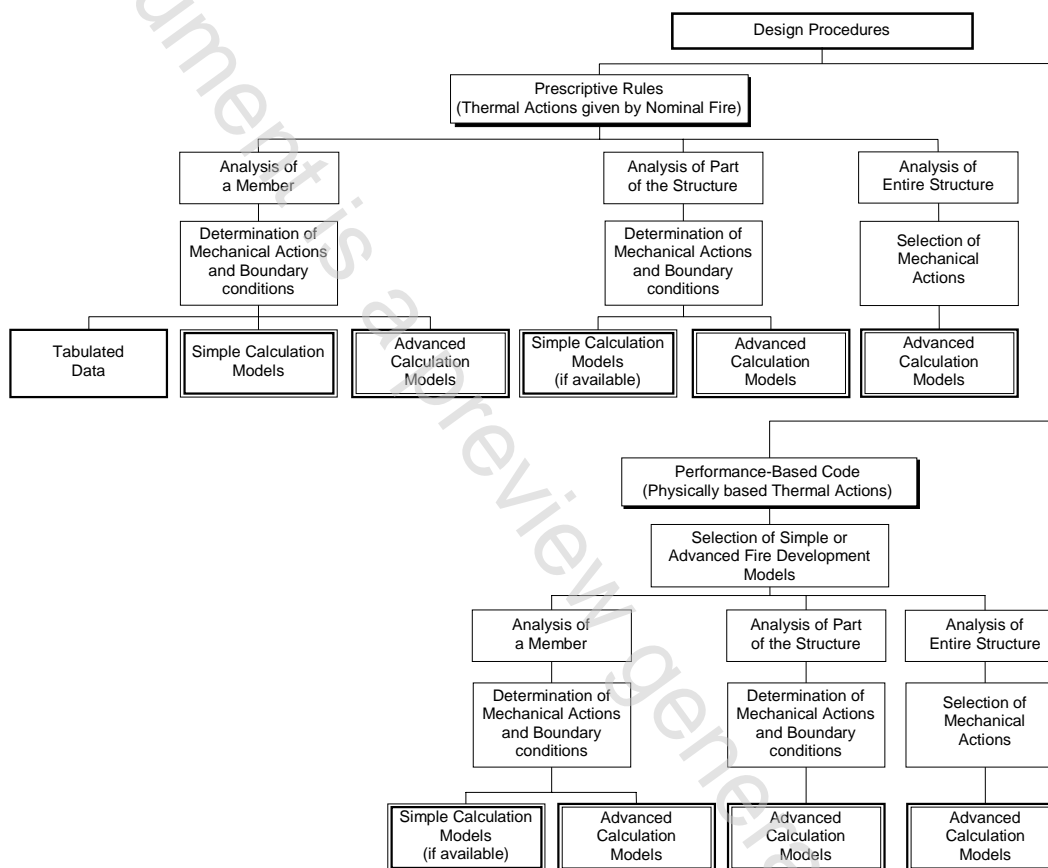 Design Procedures
Prescriptive Rules
(Thermal Actions given by Nominal Fire)
Analysis of
a Member
Analysis of Part
of the Structure
Analysis of
Entire Structure
Determination of
Mechanical Actions
and Boundary
conditions
Determination of
Mechanical Actions
and Boundary
conditions
Selection of
Mechanical
Actions
Tabulated
Data
Simple Calculation
Models
Advanced
Calculation
Models
Simple Calculation
Models
(if available)
Advanced
Calculation
Models
Advanced
Calculation
Models
Performance-Based Code
(Physically based Thermal Actions)
Selection of Simple or
Advanced Fire Development
Models
Analysis of
a Member
Analysis of Part
of the Structure
Analysis of
Entire Structure
Determination of
Mechanical Actions
and Boundary
conditions
Determination of
Mechanical Actions
and Boundary
conditions
Selection of
Mechanical
Actions
Simple Calculation
Models
(if available)
Advanced
Calculation
Models
Advanced
Calculation
Models
Advanced
Calculation
Models
is a preview